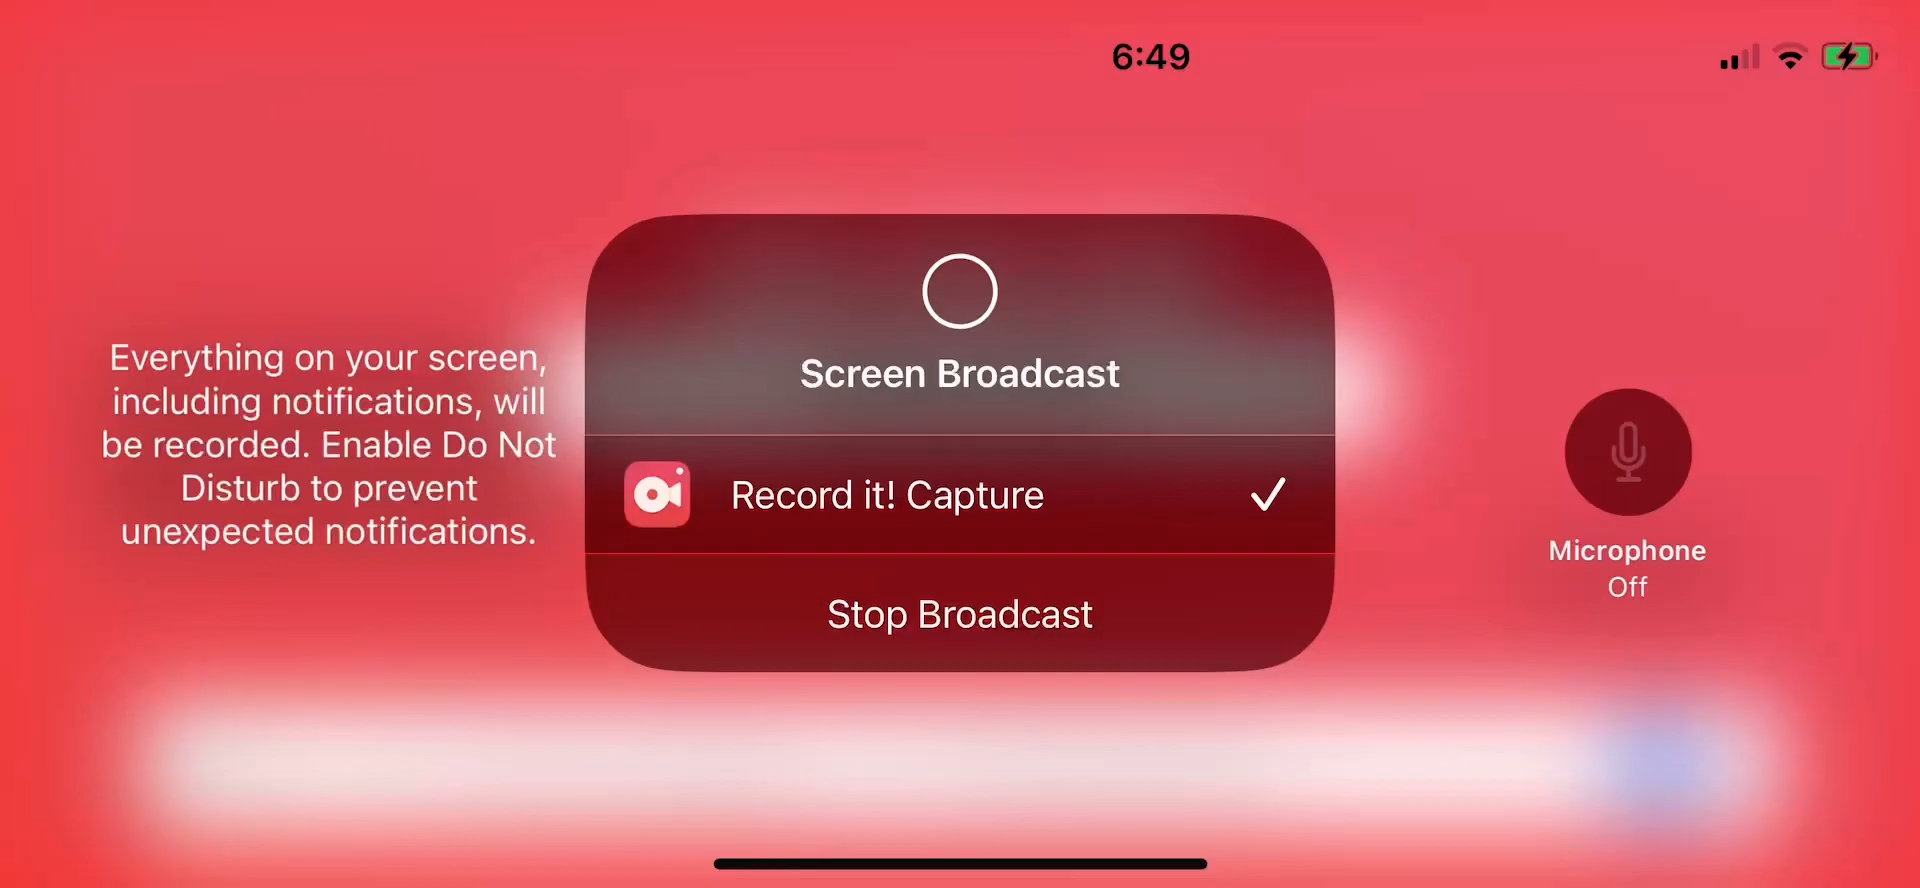 6:49
Everything on your screen,
including notifications, will
be recorded. Enable Do Not
Disturb to prevent
unexpected notifications.
Screen Broadcast
Record it! Capture
Stop Broadcast
Microphone
Off